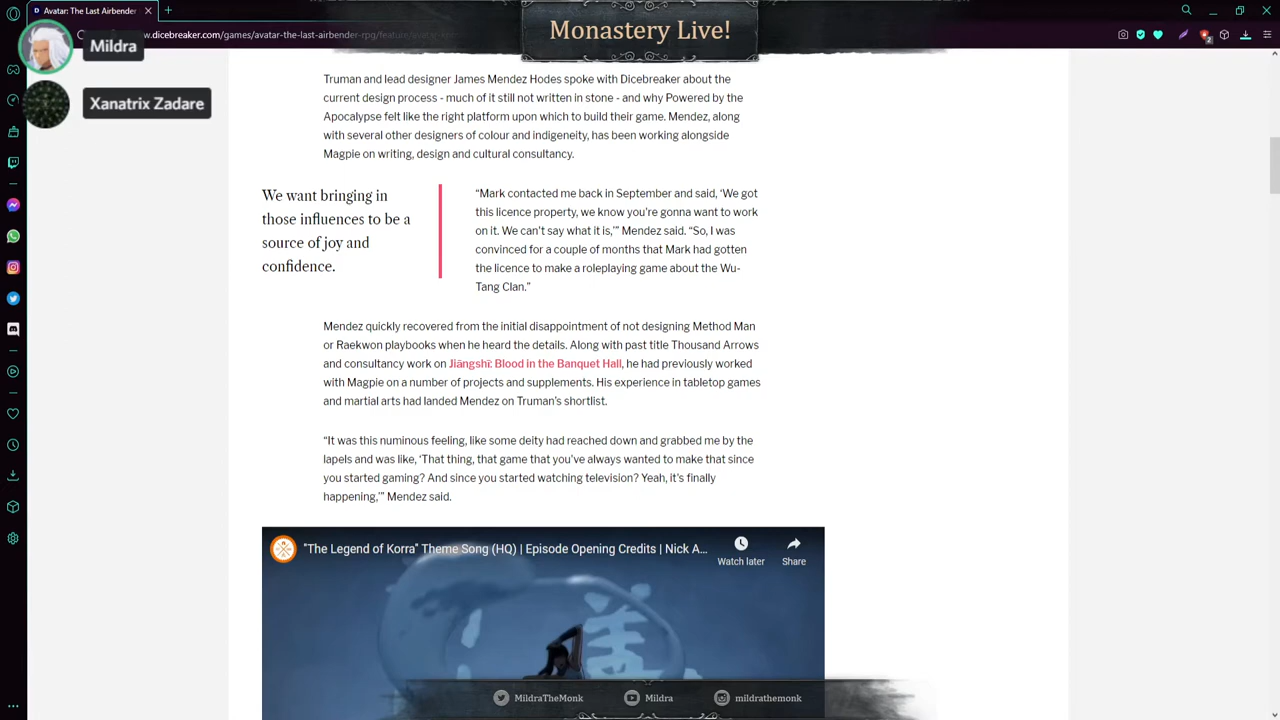 Avatar: The Last Airbender
Monastery Live!
Mildra
w.dicebreaker.com/games/avatar-the-last-airbender-rpg/feature/
Xanatrix Zadare
Truman and lead designer James Mendez Hodes spoke with Dicebreaker about the
current design process - much of it still not written in stone - and why Powered by the
Apocalypse felt like the right platform upon which to build their game. Mendez, along
with several other designers of colour and indigeneity, has been working alongside
Magpie on writing, design and cultural consultancy.
We want bringing in
those influences to be a
source of joy and
confidence.
“Mark contacted me back in September and said, ‘We got
this licence property, we know you're gonna want to work
on it. We can't say what it is,’” Mendez said. “So, I was
convinced for a couple of months that Mark had gotten
the licence to make a roleplaying game about the Wu-
Tang Clan.”
Mendez quickly recovered from the initial disappointment of not designing Method Man
or Raekwon playbooks when he heard the details. Along with past title Thousand Arrows
and consultancy work on Jiāngshī: Blood in the Banquet Hall, he had previously worked
with Magpie on a number of projects and supplements. His experience in tabletop games
and martial arts had landed Mendez on Truman's shortlist.
“It was this numinous feeling, like some deity had reached down and grabbed me by the
lapels and was like, ‘That thing, that game that you've always wanted to make that since
you started gaming? And since you started watching television? Yeah, it's finally
happening,’” Mendez said.
"The Legend of Korra" Theme Song (HQ) | Episode Opening Credits | Nick A...
Watch later
Share
MildraTheMonk
Mildra
mildrathemonk